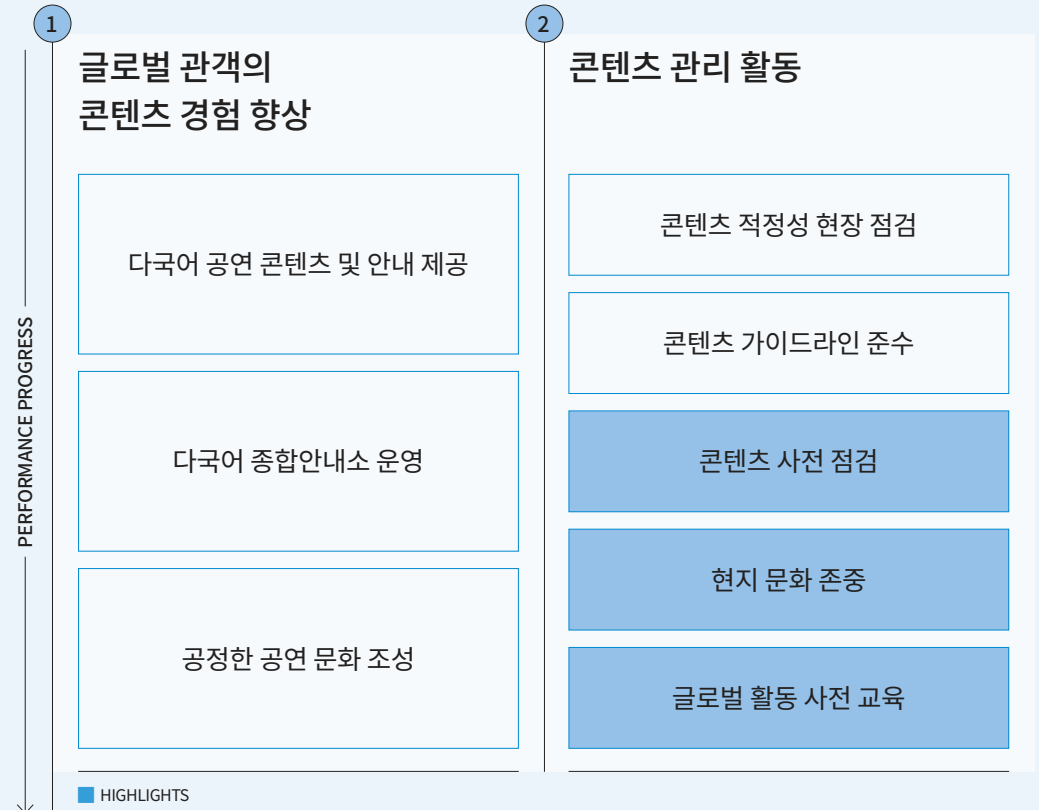 1
글로벌 관객의
콘텐츠 경험 향상
다국어 공연 콘텐츠 및 안내 제공
다국어 종합안내소 운영
공정한 공연 문화 조성
2
콘텐츠 관리 활동
콘텐츠 적정성 현장 점검
콘텐츠 가이드라인 준수
콘텐츠 사전 점검
현지 문화 존중
글로벌 활동 사전 교육
PERFORMANCE PROGRESS
HIGHLIGHTS